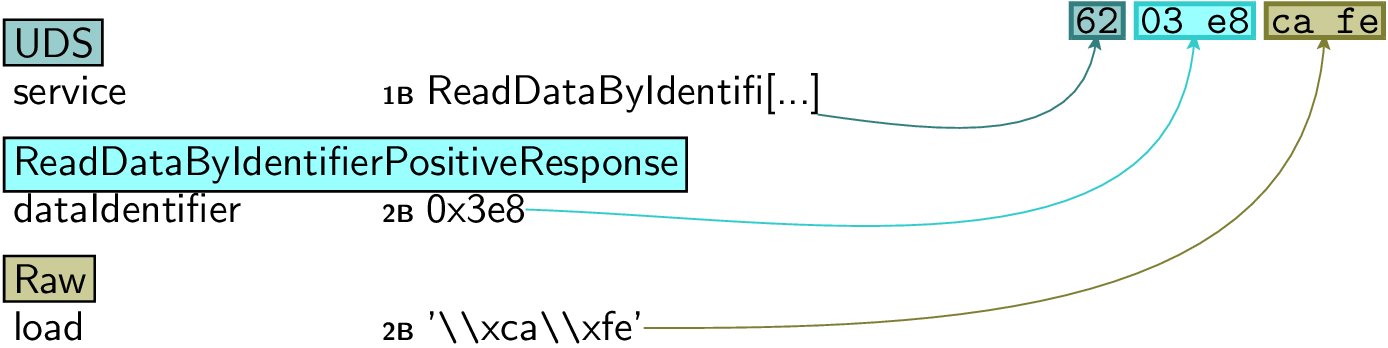 62 03 e8 ca fe
UDS
service 1B ReadDataByIdentifi[...]
ReadDataByIdentifierPositiveResponse
dataIdentifier 2B 0x3e8
Raw
load 2B '\\xca\\xfe'